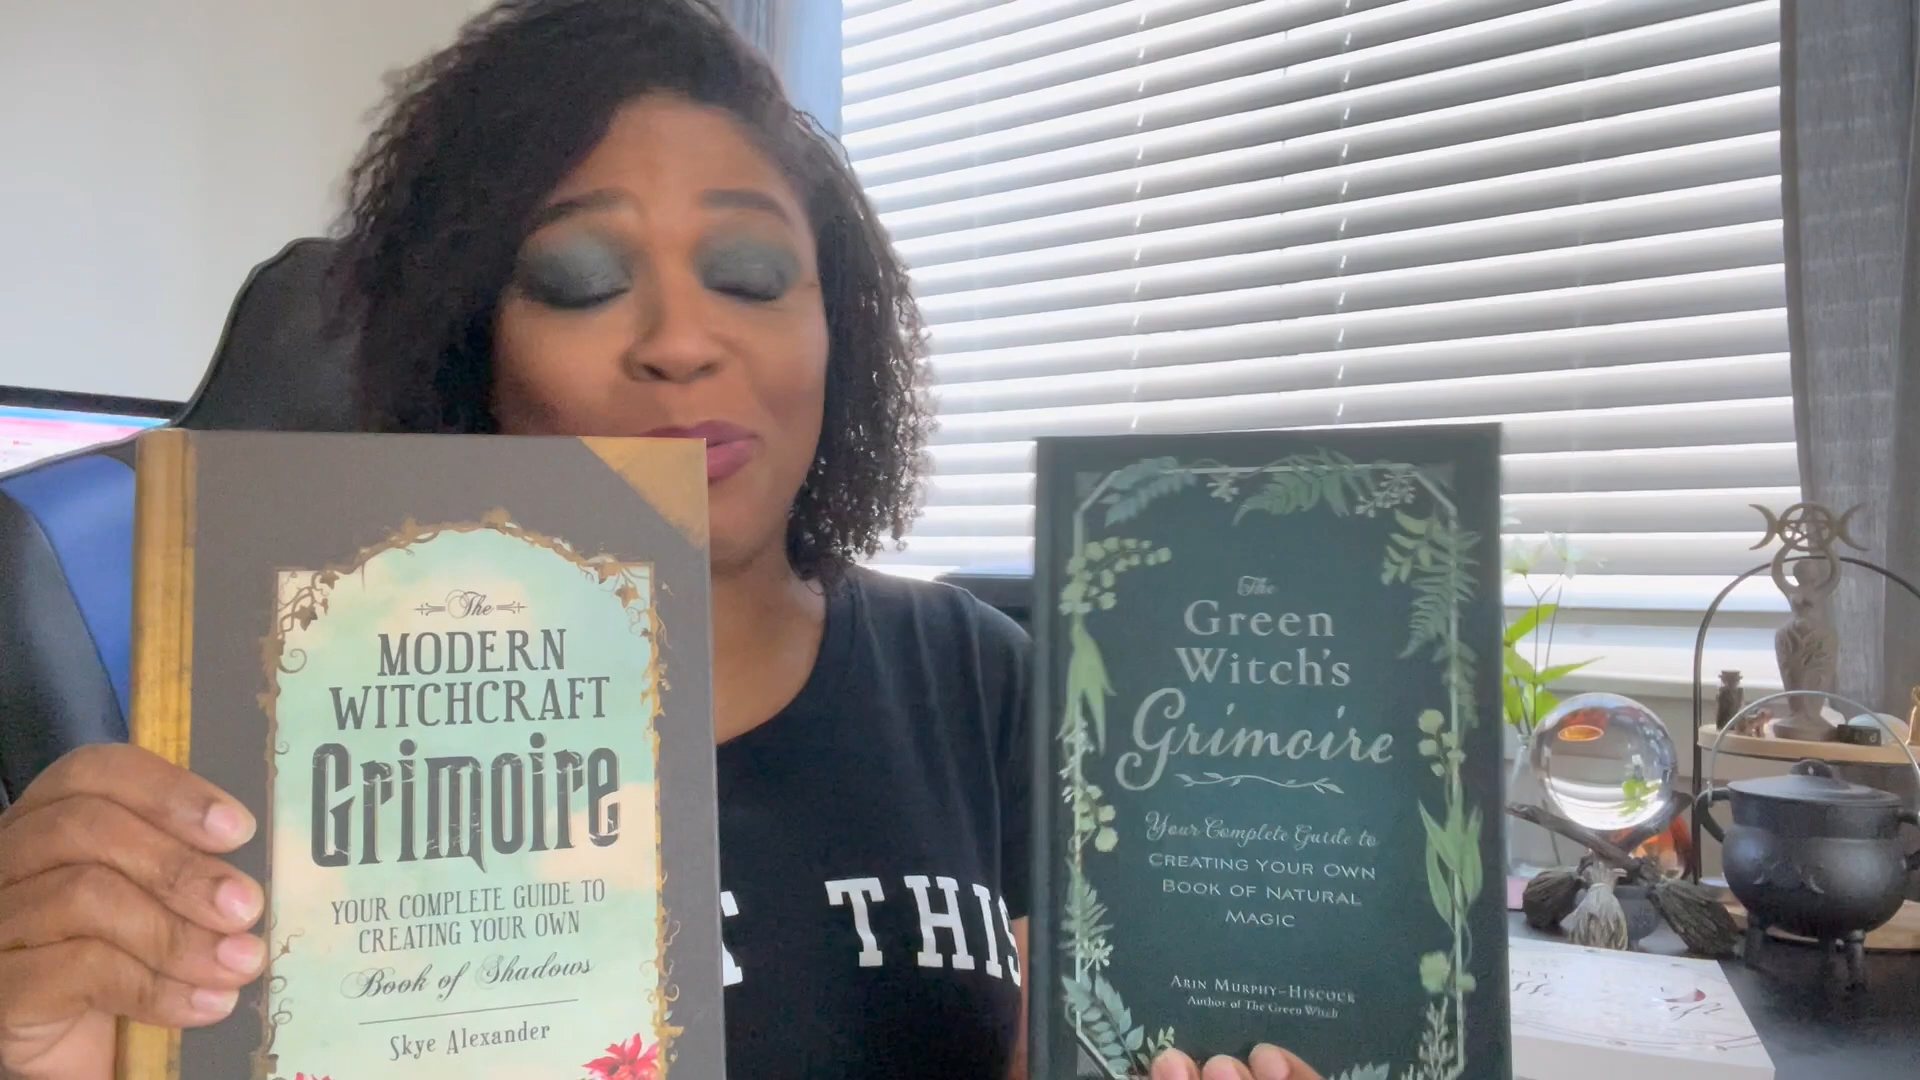 The
MODERN
WITCHCRAFT
Grimoire
YOUR COMPLETE GUIDE TO
CREATING YOUR OWN
Book of Shadows
Skye Alexander
The
Green
Witch's
Grimoire
Your Complete Guide to
CREATING YOUR OWN
BOOK OF NATURAL
MAGIC
ARIN MURPHY-HISCOCK
Author of The Green Witch
T THIS